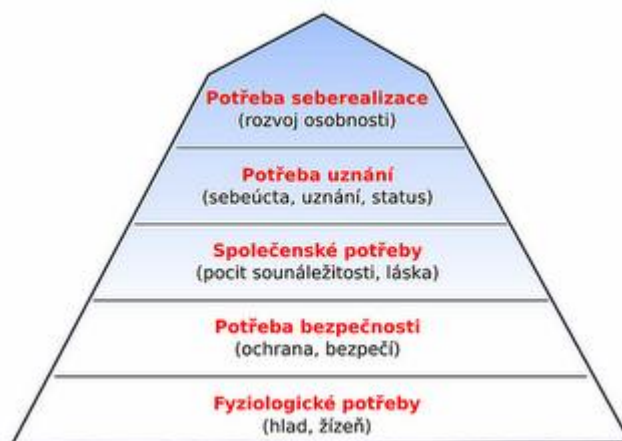 Potřeba seberealizace
(rozvoj osobnosti)
Potřeba uznání
(sebeúcta, uznání, status)
Společenské potřeby
(pocit sounáležitosti, láska)
Potřeba bezpečnosti
(ochrana, bezpečí)
Fyziologické potřeby
(hlad, žízeň)